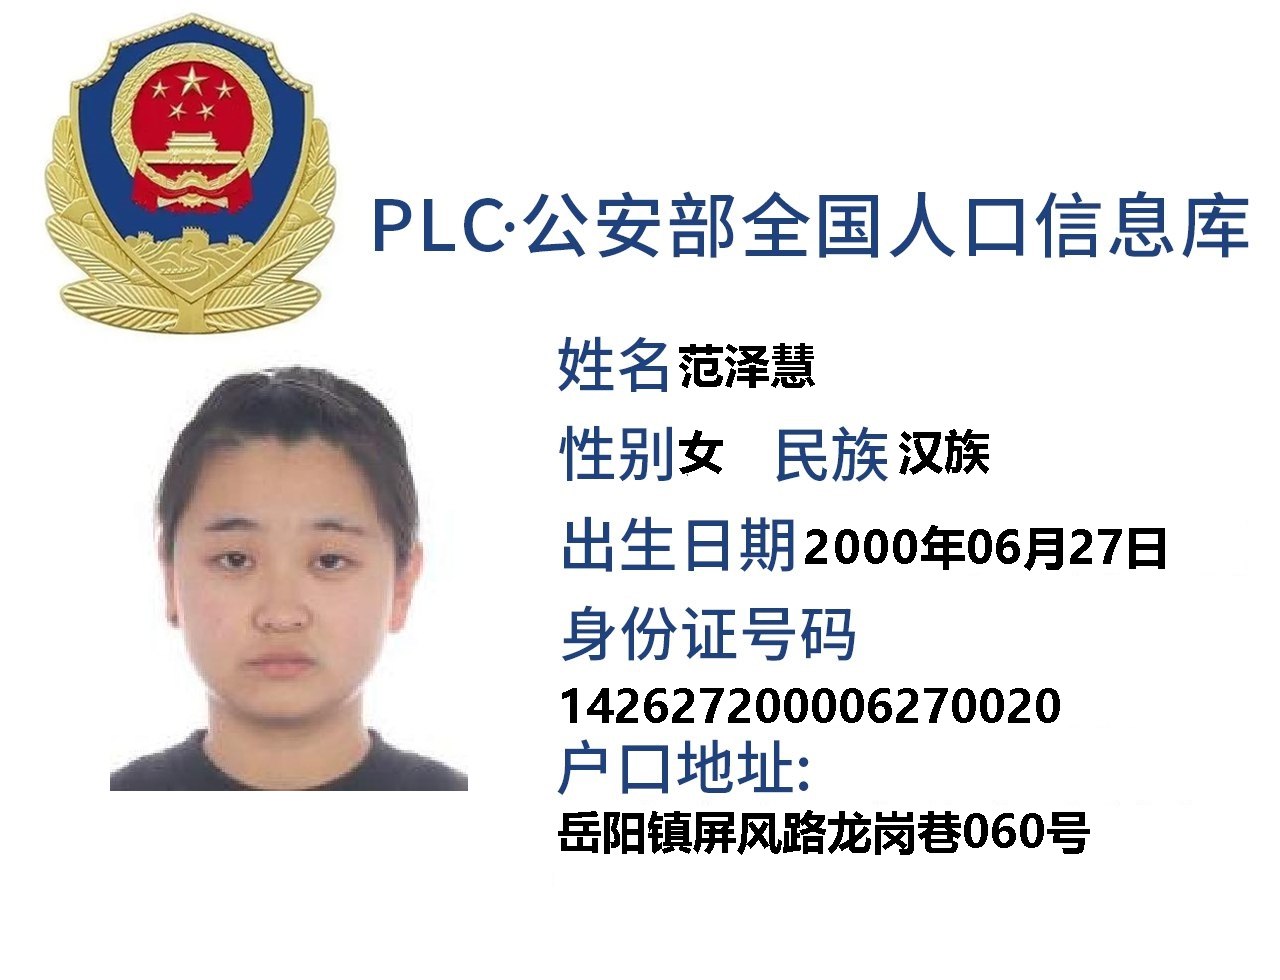 PLC·公安部全国人口信息库
姓名 范泽慧
性别 女 民族 汉族
出生日期 2000年06月27日
身份证号码
142627200006270020
户口地址:
岳阳镇屏风路龙岗巷060号